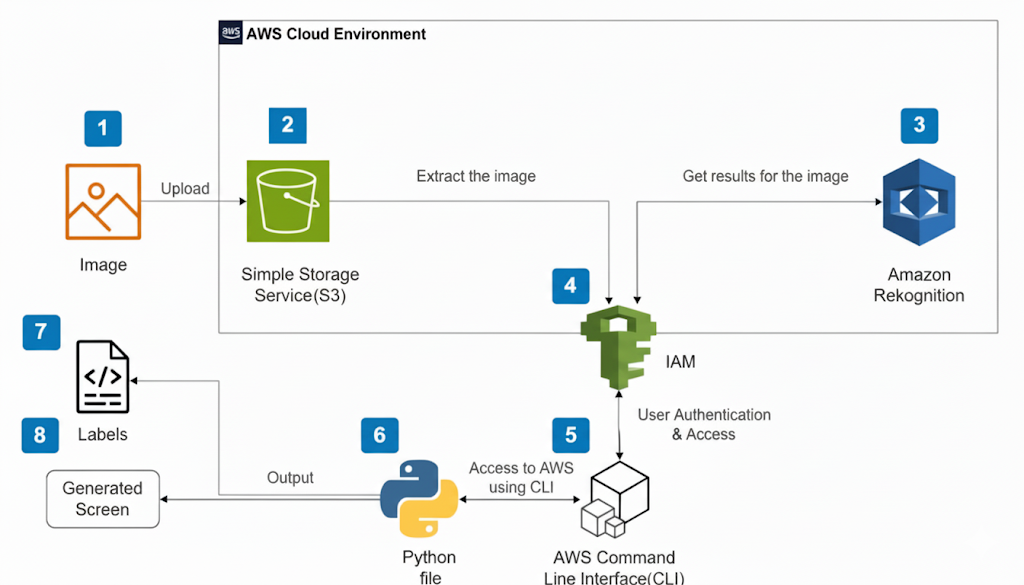 aws AWS Cloud Environment
1
2
3
Upload
Extract the image
Get results for the image
Image
Simple Storage
Service(S3)
Amazon
Rekognition
4
IAM
7
</>
Labels
User Authentication
& Access
8
6
5
Generated
Screen
Output
Access to AWS
using CLI
Python
file
AWS Command
Line Interface(CLI)